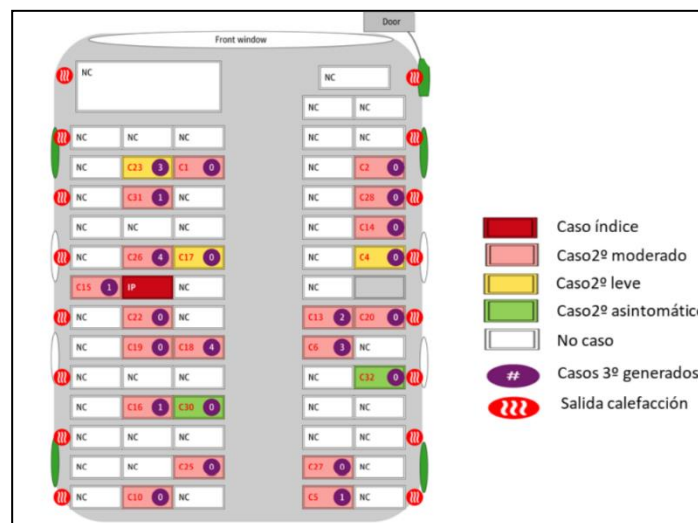 Door
Front window
NC NC
NC NC
NC NC NC NC NC
NC C23 3 C1 0 NC C2 0
NC C31 1 NC NC C28 0
NC NC NC NC C14 0
NC C26 4 C17 0 NC C4 0
C15 1 IP NC NC
NC C22 0 NC C13 2 C20 0
NC C19 0 C18 4 C6 3 NC
NC NC NC NC C32 0
NC C16 1 C30 0 NC NC
NC NC NC NC NC
NC NC C25 0 C27 0 NC
NC C10 0 NC C5 1 NC
Caso índice
Caso2º moderado
Caso2º leve
Caso2º asintomático
No caso
# Casos 3º generados
Salida calefacción